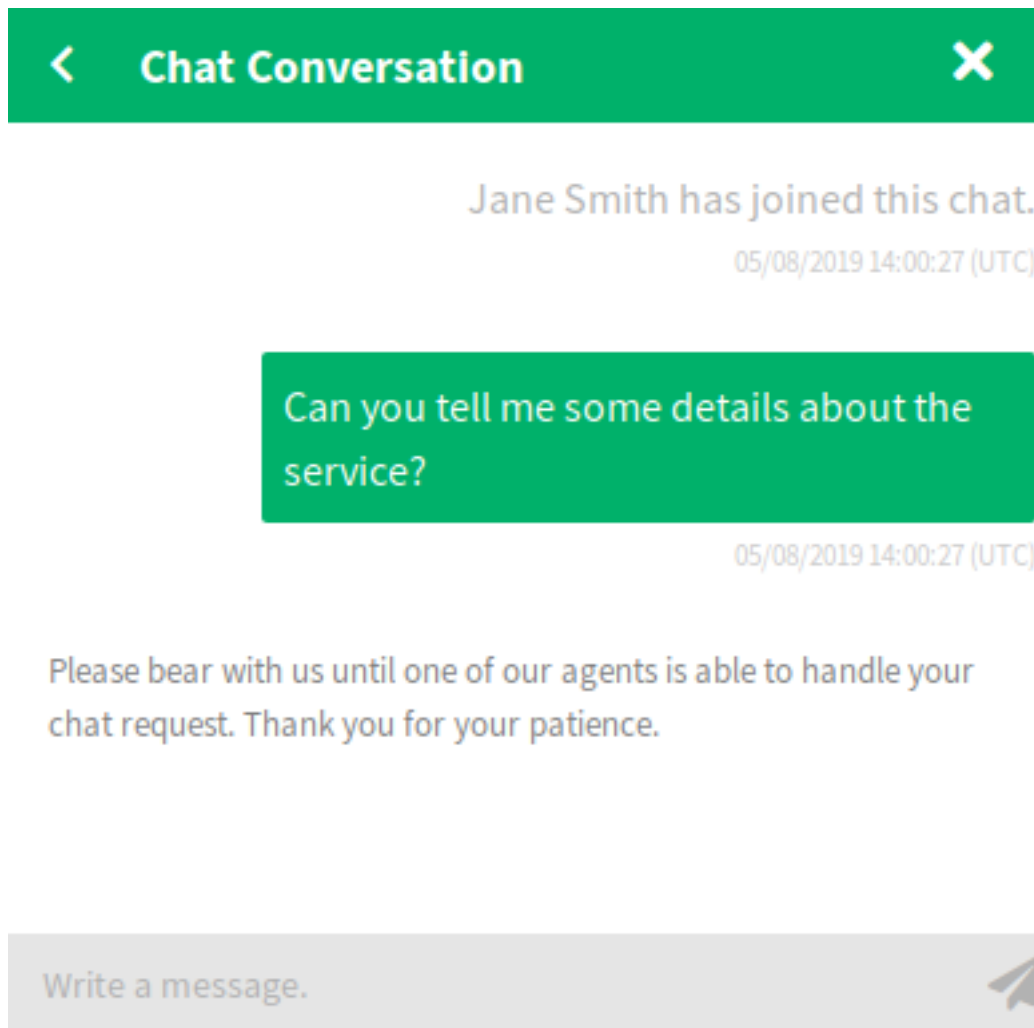 Chat Conversation
Jane Smith has joined this chat.
05/08/2019 14:00:27 (UTC)
Can you tell me some details about the
service?
05/08/2019 14:00:27 (UTC)
Please bear with us until one of our agents is able to handle your
chat request. Thank you for your patience.
Write a message.